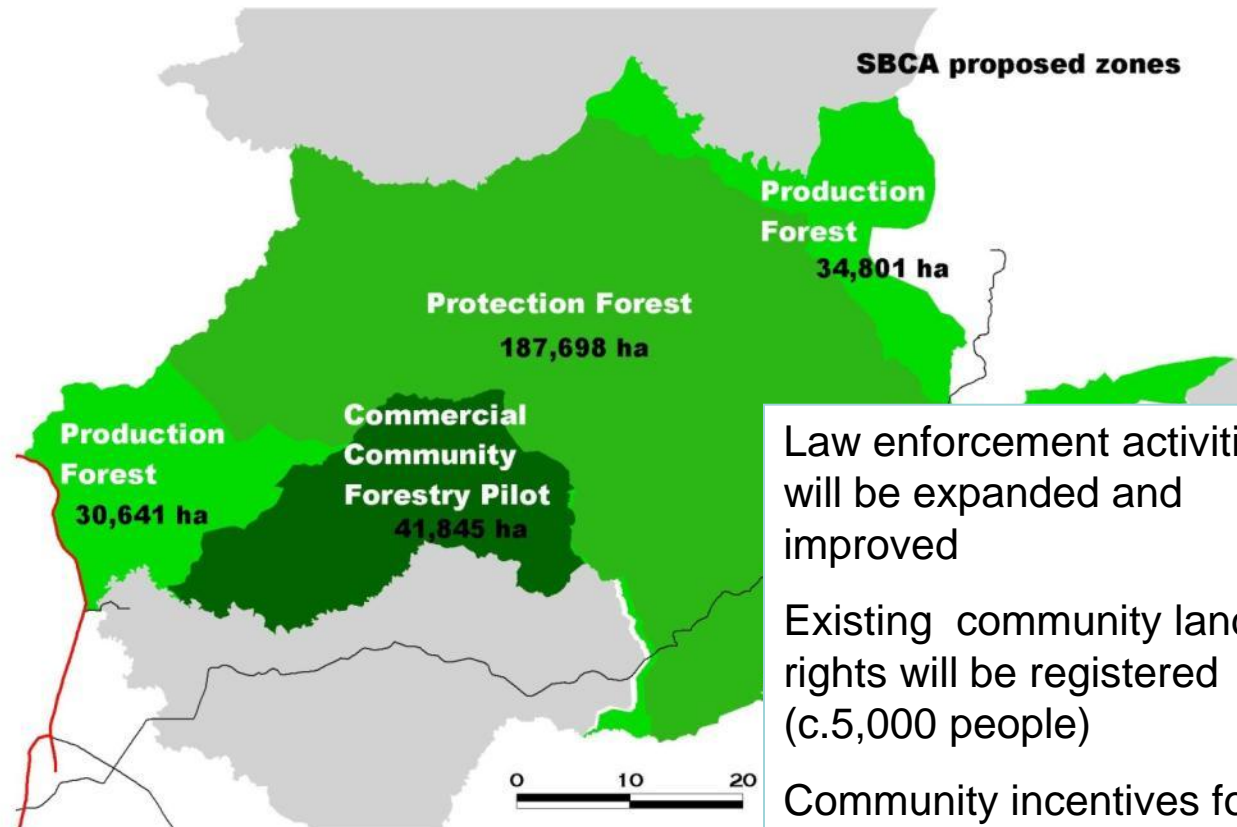 SBCA proposed zones
Production
Forest
34,801 ha
Protection Forest
187,698 ha
Commercial
Community
Forestry Pilot
41,845 ha
Production
Forest
30,641 ha
Law enforcement activiti
will be expanded and
improved
Existing community land
rights will be registered
(c.5,000 people)
Community incentives fo
0 10 20